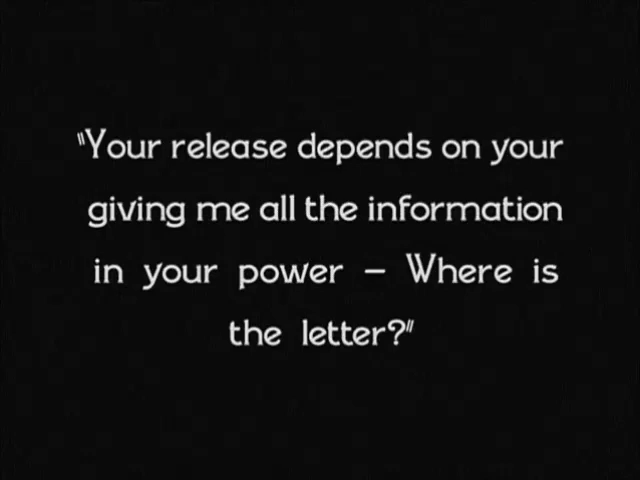 "Your release depends on your
giving me all the information
in your power – Where is
the letter?"